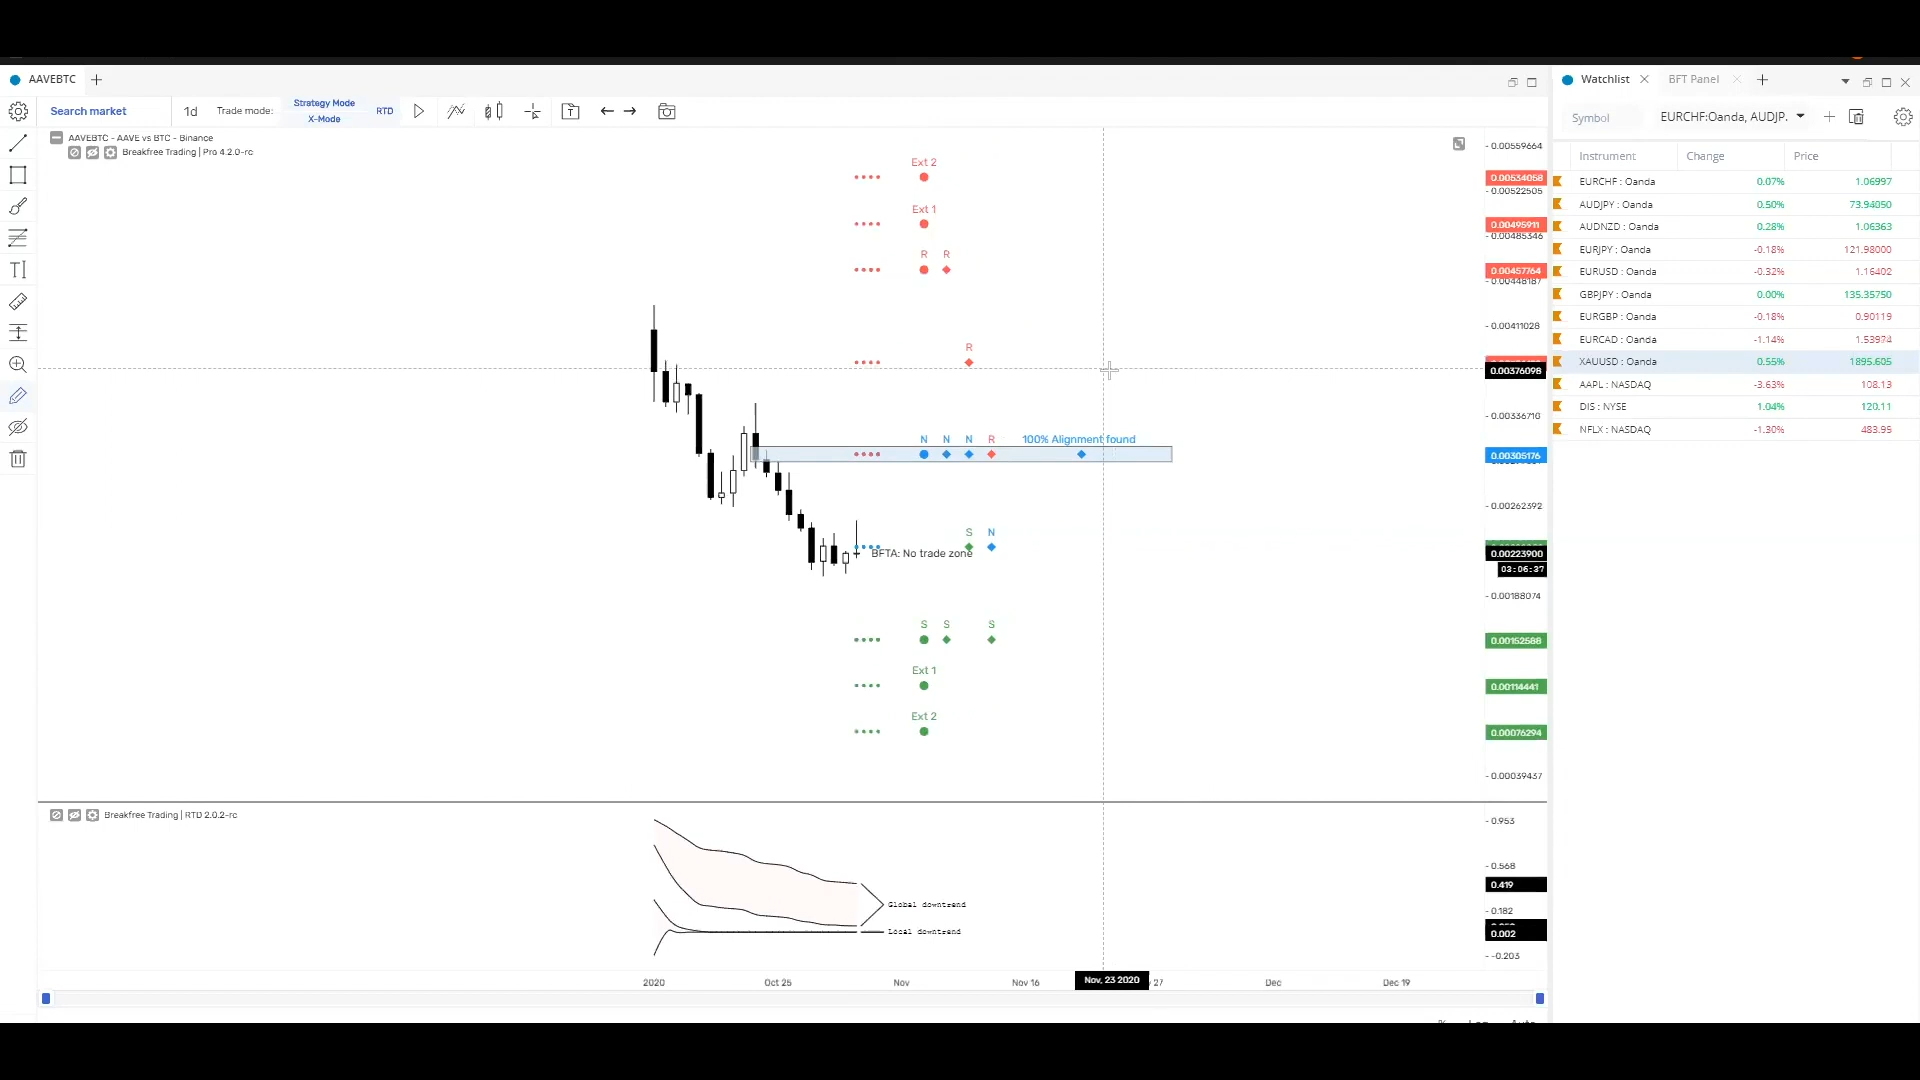 AAVEBTC
Watchlist
BFT Panel
Search market
1d
Trade mode:
Strategy Mode
X-Mode
RTD
Symbol
EURCHF:Oanda, AUDJP.
AAVEBTC - AAVE vs BTC - Binance
Breakfree Trading | Pro 4.2.0-rc
Instrument Change Price
EURCHF : Oanda 0.07% 1.06997
AUDJPY : Oanda 0.50% 73.94050
AUDNZD : Oanda 0.28% 1.06363
EURJPY : Oanda -0.18% 121.98000
EURUSD : Oanda -0.32% 1.16402
GBPJPY : Oanda 0.00% 135.35750
EURGBP : Oanda -0.18% 0.90119
EURCAD : Oanda -1.14% 1.53974
XAUUSD : Oanda 0.55% 1895.605
AAPL : NASDAQ -3.63% 108.13
DIS : NYSE 1.04% 120.11
NFLX : NASDAQ -1.30% 483.95
Ext 2
Ext 1
R R
R
N N N R 100% Alignment found
S N
BFTA: No trade zone
S S S
Ext 1
Ext 2
0.00559664
0.00534058
0.00522505
0.00495911
0.00485346
0.00457764
0.00448187
0.00411028
0.00376098
0.00336710
0.00305176
0.00262392
0.00223900
03:06:37
0.00188074
0.00152588
0.00114441
0.00076294
0.00039437
Breakfree Trading | RTD 2.0.2-rc
Global downtrend
Local downtrend
0.953
0.568
0.419
0.182
0.002
-0.203
2020 Oct 25 Nov Nov 16 Nov, 23 2020 27 Dec Dec 19